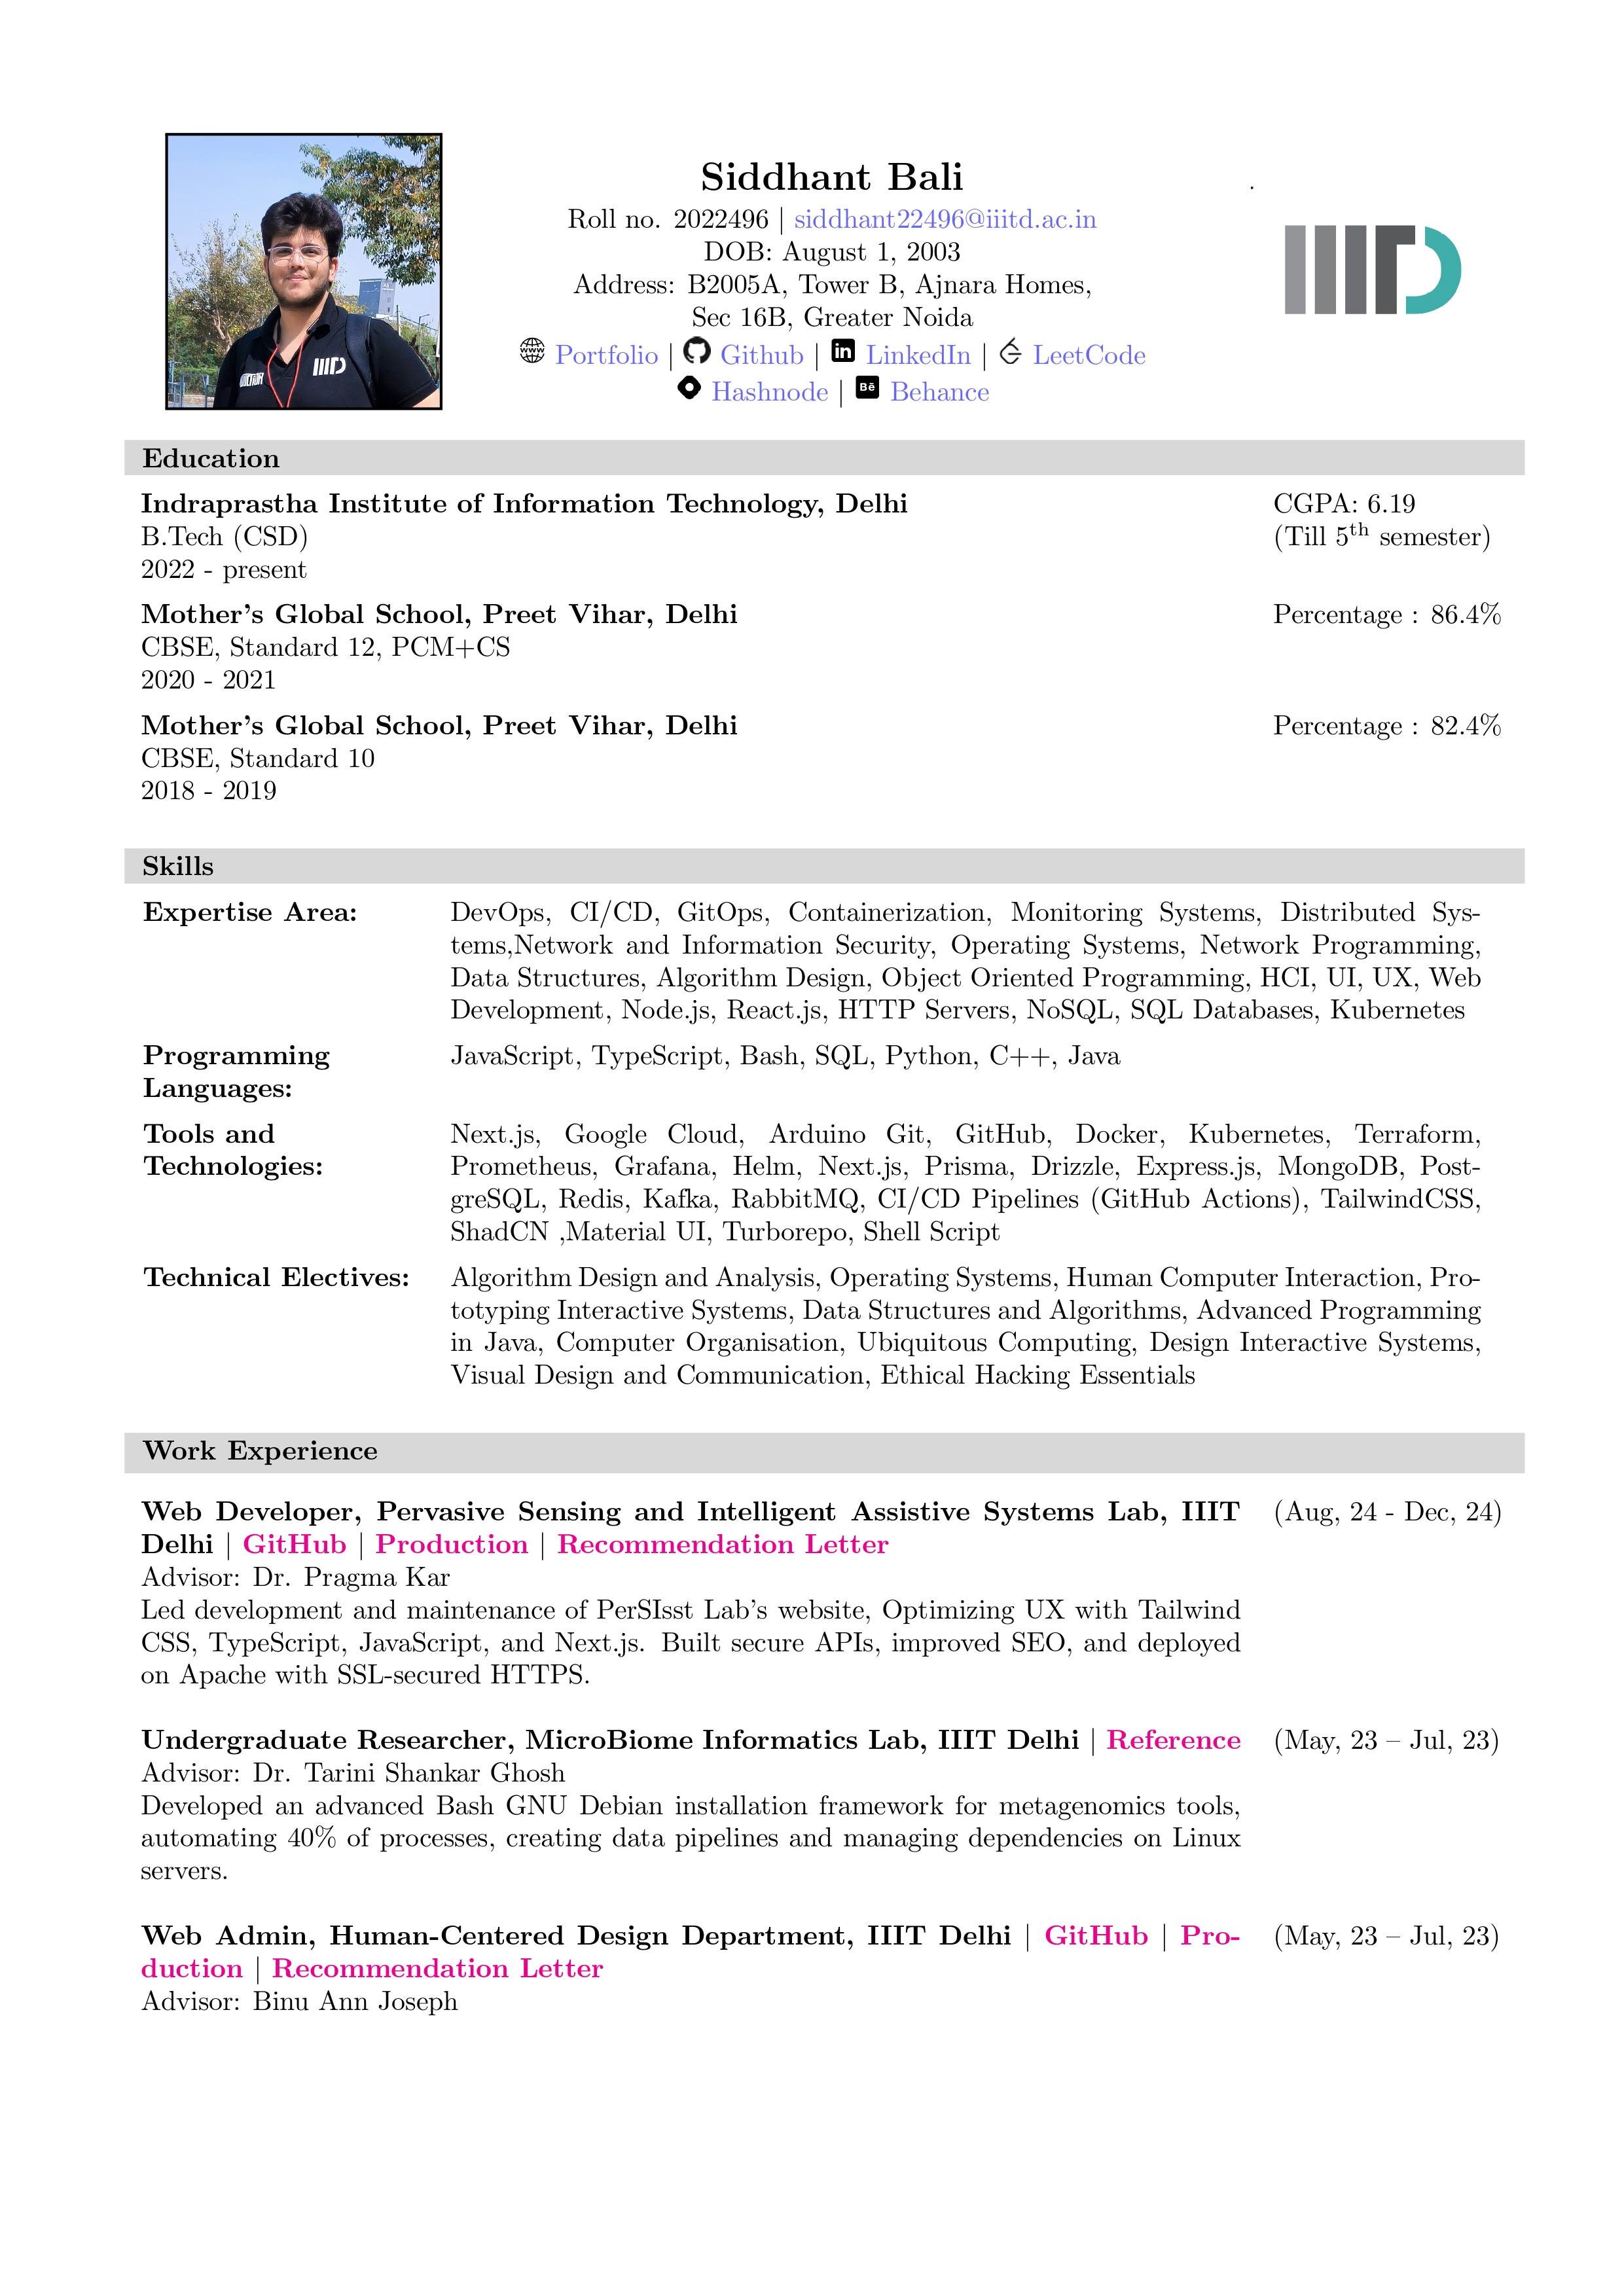 Siddhant Bali
Roll no. 2022496 | siddhant22496@iiitd.ac.in
DOB: August 1, 2003
Address: B2005A, Tower B, Ajnara Homes,
Sec 16B, Greater Noida
Portfolio | Github | LinkedIn | LeetCode
Hashnode | Behance
IIITD
Education
Indraprastha Institute of Information Technology, Delhi CGPA: 6.19
B.Tech (CSD) (Till 5th semester)
2022 - present
Mother's Global School, Preet Vihar, Delhi Percentage : 86.4%
CBSE, Standard 12, PCM+CS
2020 - 2021
Mother's Global School, Preet Vihar, Delhi Percentage : 82.4%
CBSE, Standard 10
2018 - 2019
Skills
Expertise Area: DevOps, CI/CD, GitOps, Containerization, Monitoring Systems, Distributed Sys-
tems,Network and Information Security, Operating Systems, Network Programming,
Data Structures, Algorithm Design, Object Oriented Programming, HCI, UI, UX, Web
Development, Node.js, React.js, HTTP Servers, NoSQL, SQL Databases, Kubernetes
Programming JavaScript, TypeScript, Bash, SQL, Python, C++, Java
Languages:
Tools and Next.js, Google Cloud, Arduino Git, GitHub, Docker, Kubernetes, Terraform,
Technologies: Prometheus, Grafana, Helm, Next.js, Prisma, Drizzle, Express.js, MongoDB, Post-
greSQL, Redis, Kafka, RabbitMQ, CI/CD Pipelines (GitHub Actions), TailwindCSS,
ShadCN ,Material UI, Turborepo, Shell Script
Technical Electives: Algorithm Design and Analysis, Operating Systems, Human Computer Interaction, Pro-
totyping Interactive Systems, Data Structures and Algorithms, Advanced Programming
in Java, Computer Organisation, Ubiquitous Computing, Design Interactive Systems,
Visual Design and Communication, Ethical Hacking Essentials
Work Experience
Web Developer, Pervasive Sensing and Intelligent Assistive Systems Lab, IIIT (Aug, 24 - Dec, 24)
Delhi | GitHub | Production | Recommendation Letter
Advisor: Dr. Pragma Kar
Led development and maintenance of PerSIsst Lab's website, Optimizing UX with Tailwind
CSS, TypeScript, JavaScript, and Next.js. Built secure APIs, improved SEO, and deployed
on Apache with SSL-secured HTTPS.
Undergraduate Researcher, MicroBiome Informatics Lab, IIIT Delhi | Reference (May, 23 – Jul, 23)
Advisor: Dr. Tarini Shankar Ghosh
Developed an advanced Bash GNU Debian installation framework for metagenomics tools,
automating 40% of processes, creating data pipelines and managing dependencies on Linux
servers.
Web Admin, Human-Centered Design Department, IIIT Delhi | GitHub | Pro- (May, 23 – Jul, 23)
duction | Recommendation Letter
Advisor: Binu Ann Joseph